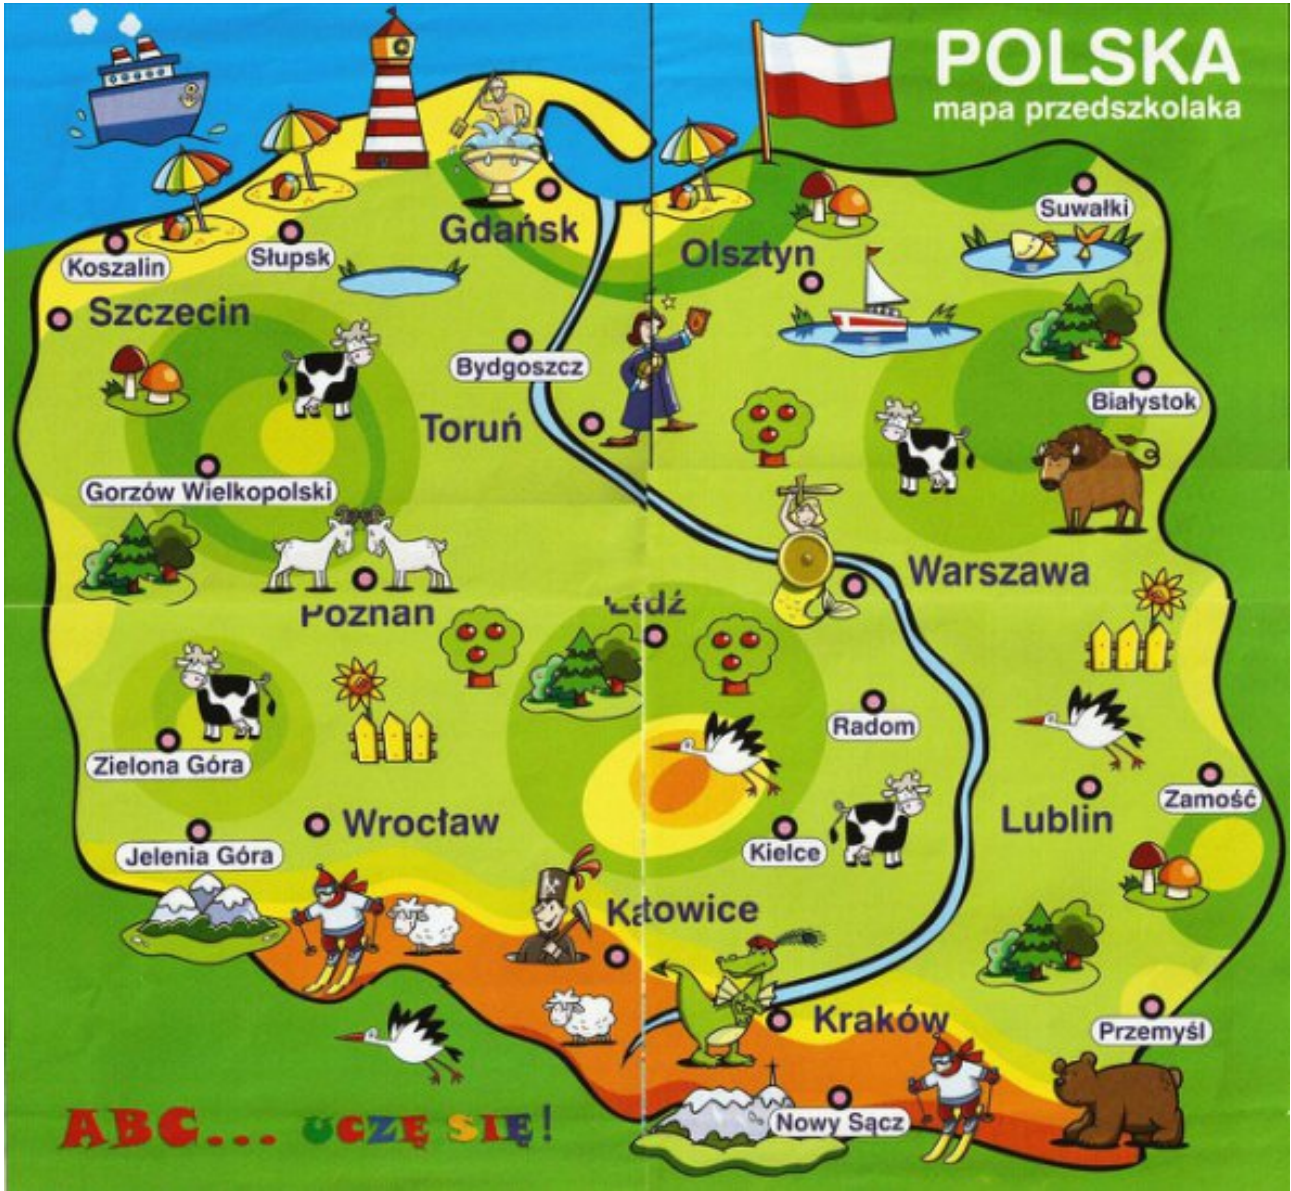 POLSKA
mapa przedszkolaka
Suwałki
Gdańsk
Słupsk
Koszalin
Olsztyn
Szczecin
Bydgoszcz
Białystok
Toruń
Gorzów Wielkopolski
Warszawa
Poznań
Łódź
Radom
Zielona Góra
Zamość
Wrocław
Lublin
Kielce
Jelenia Góra
Katowice
Kraków
Przemyśl
Nowy Sącz
ABC... UCZĘ SIĘ!